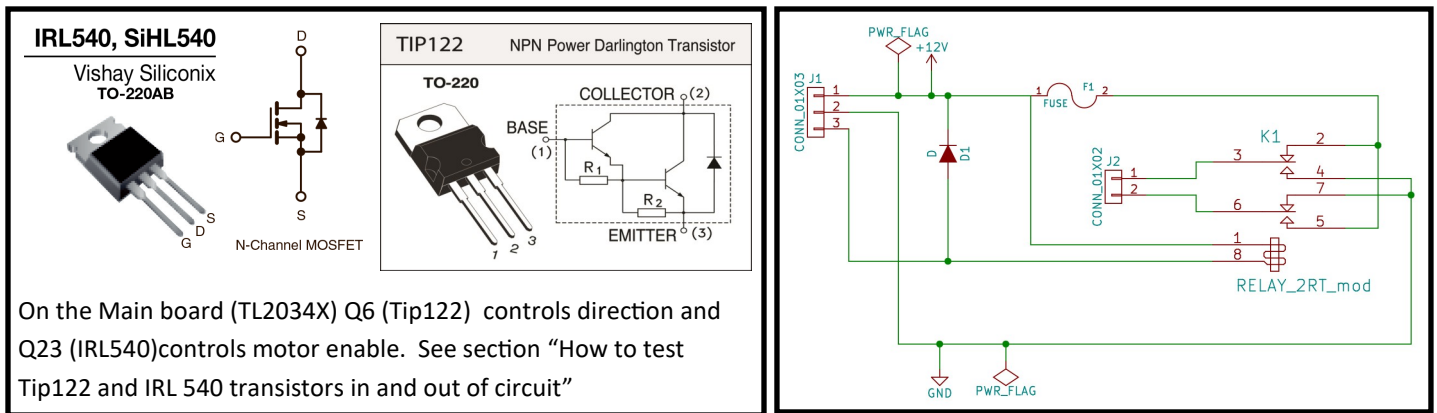 IRL540, SiHL540
Vishay Siliconix
TO-220AB
D
G
S
S
D
G
N-Channel MOSFET
TIP122 NPN Power Darlington Transistor
TO-220
COLLECTOR (2)
BASE
(1)
R1
R2
EMITTER (3)
1 2 3
On the Main board (TL2034X) Q6 (Tip122) controls direction and
Q23 (IRL540)controls motor enable. See section “How to test
Tip122 and IRL 540 transistors in and out of circuit”
PWR_FLAG
+12V
J1
CONN_01X03
1
2
3
1 F1 2
FUSE
D D1
K1
J2
CONN_01X02
1
2
3
6
2
4
7
5
1
8
RELAY_2RT_mod
GND PWR_FLAG